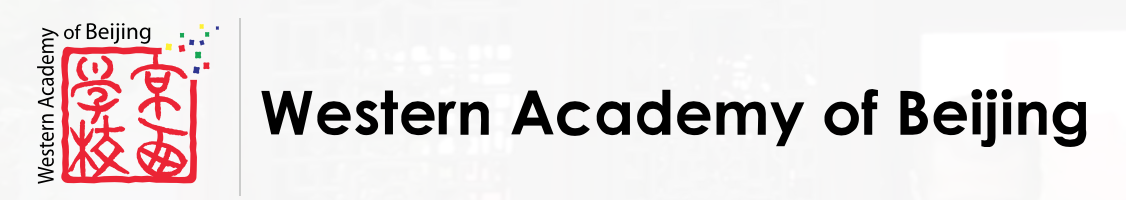 Western Academy of Beijing
京西
学校
Western Academy of Beijing